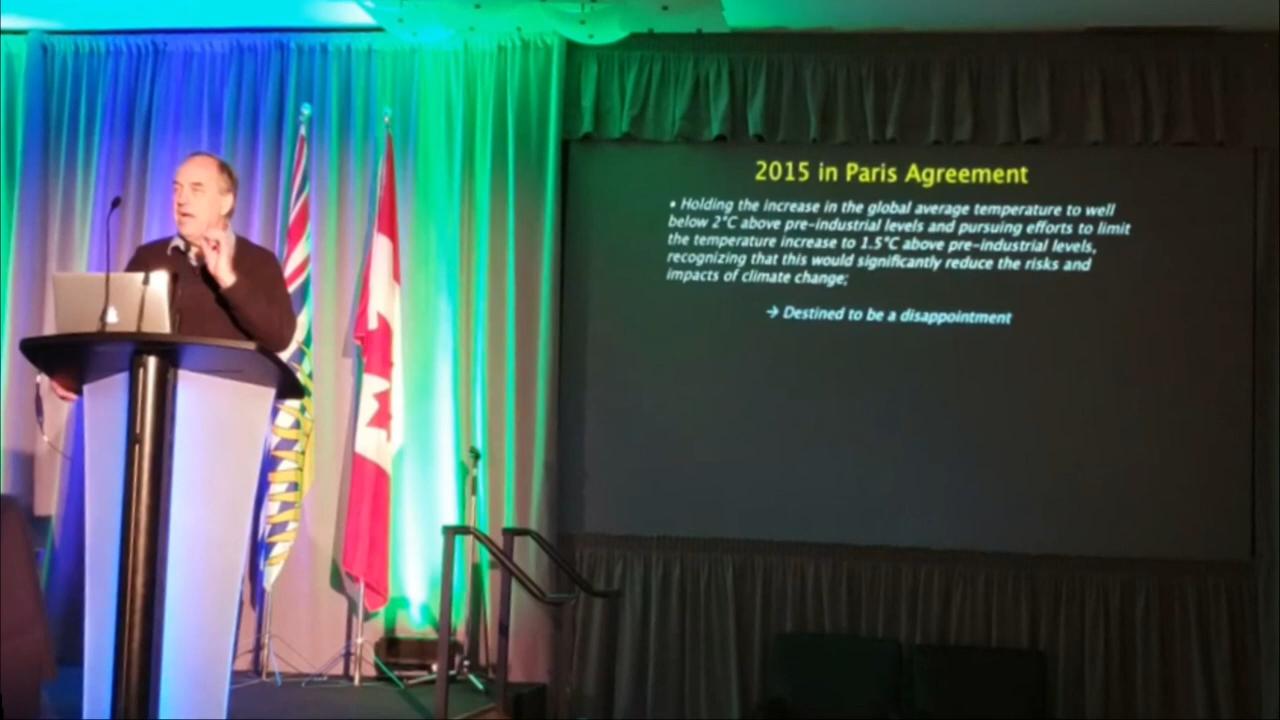 2015 in Paris Agreement
• Holding the increase in the global average temperature to well
below 2°C above pre-industrial levels and pursuing efforts to limit
the temperature increase to 1.5°C above pre-industrial levels,
recognizing that this would significantly reduce the risks and
impacts of climate change;
→ Destined to be a disappointment